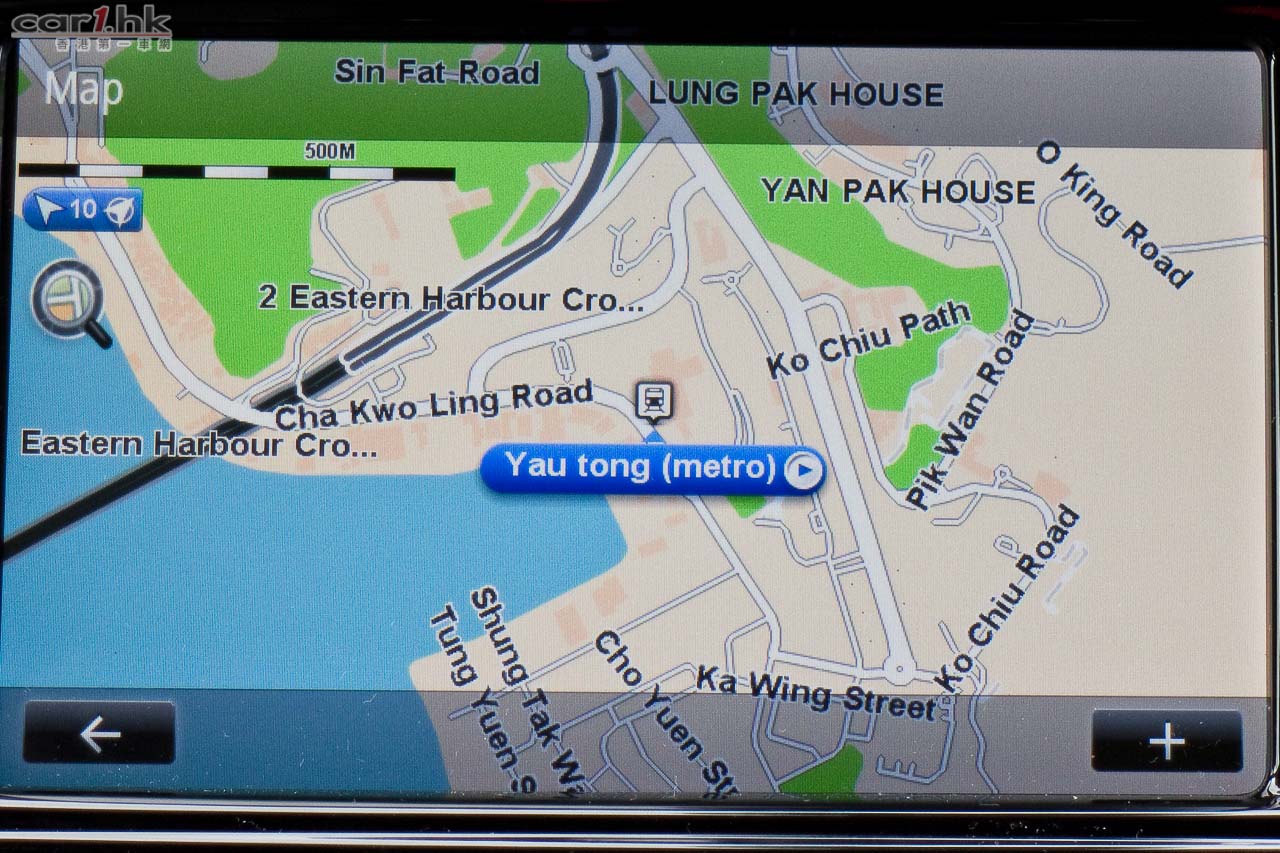 car1.hk
香港第一車網
Map
Sin Fat Road
LUNG PAK HOUSE
500M
O King Road
YAN PAK HOUSE
10
2 Eastern Harbour Cro...
Ko Chiu Path
Pik Wan Road
Cha Kwo Ling Road
Eastern Harbour Cro...
Yau tong (metro)
Ko Chiu Road
Shung Tak Wa
Tung Yuen S
Cho Yuen Str
Ka Wing Street